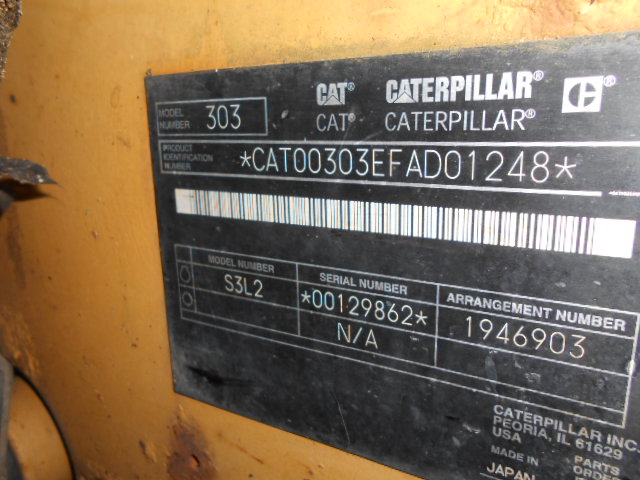 CAT® CATERPILLAR® C
CAT® CATERPILLAR®
MODEL NUMBER 303
PRODUCT IDENTIFICATION NUMBER *CAT00303EFAD01248*
MODEL NUMBER SERIAL NUMBER ARRANGEMENT NUMBER
S3L2 *00129862* 1946903
N/A
CATERPILLAR INC.
PEORIA, IL 61629
USA
MADE IN PARTS
JAPAN ORDER